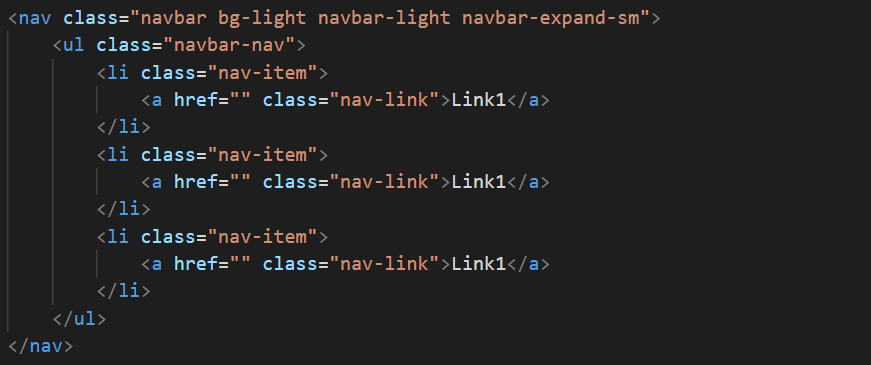 <nav class="navbar bg-light navbar-light navbar-expand-sm">
    <ul class="navbar-nav">
        <li class="nav-item">
            <a href="" class="nav-link">Link1</a>
        </li>
        <li class="nav-item">
            <a href="" class="nav-link">Link1</a>
        </li>
        <li class="nav-item">
            <a href="" class="nav-link">Link1</a>
        </li>
    </ul>
</nav>